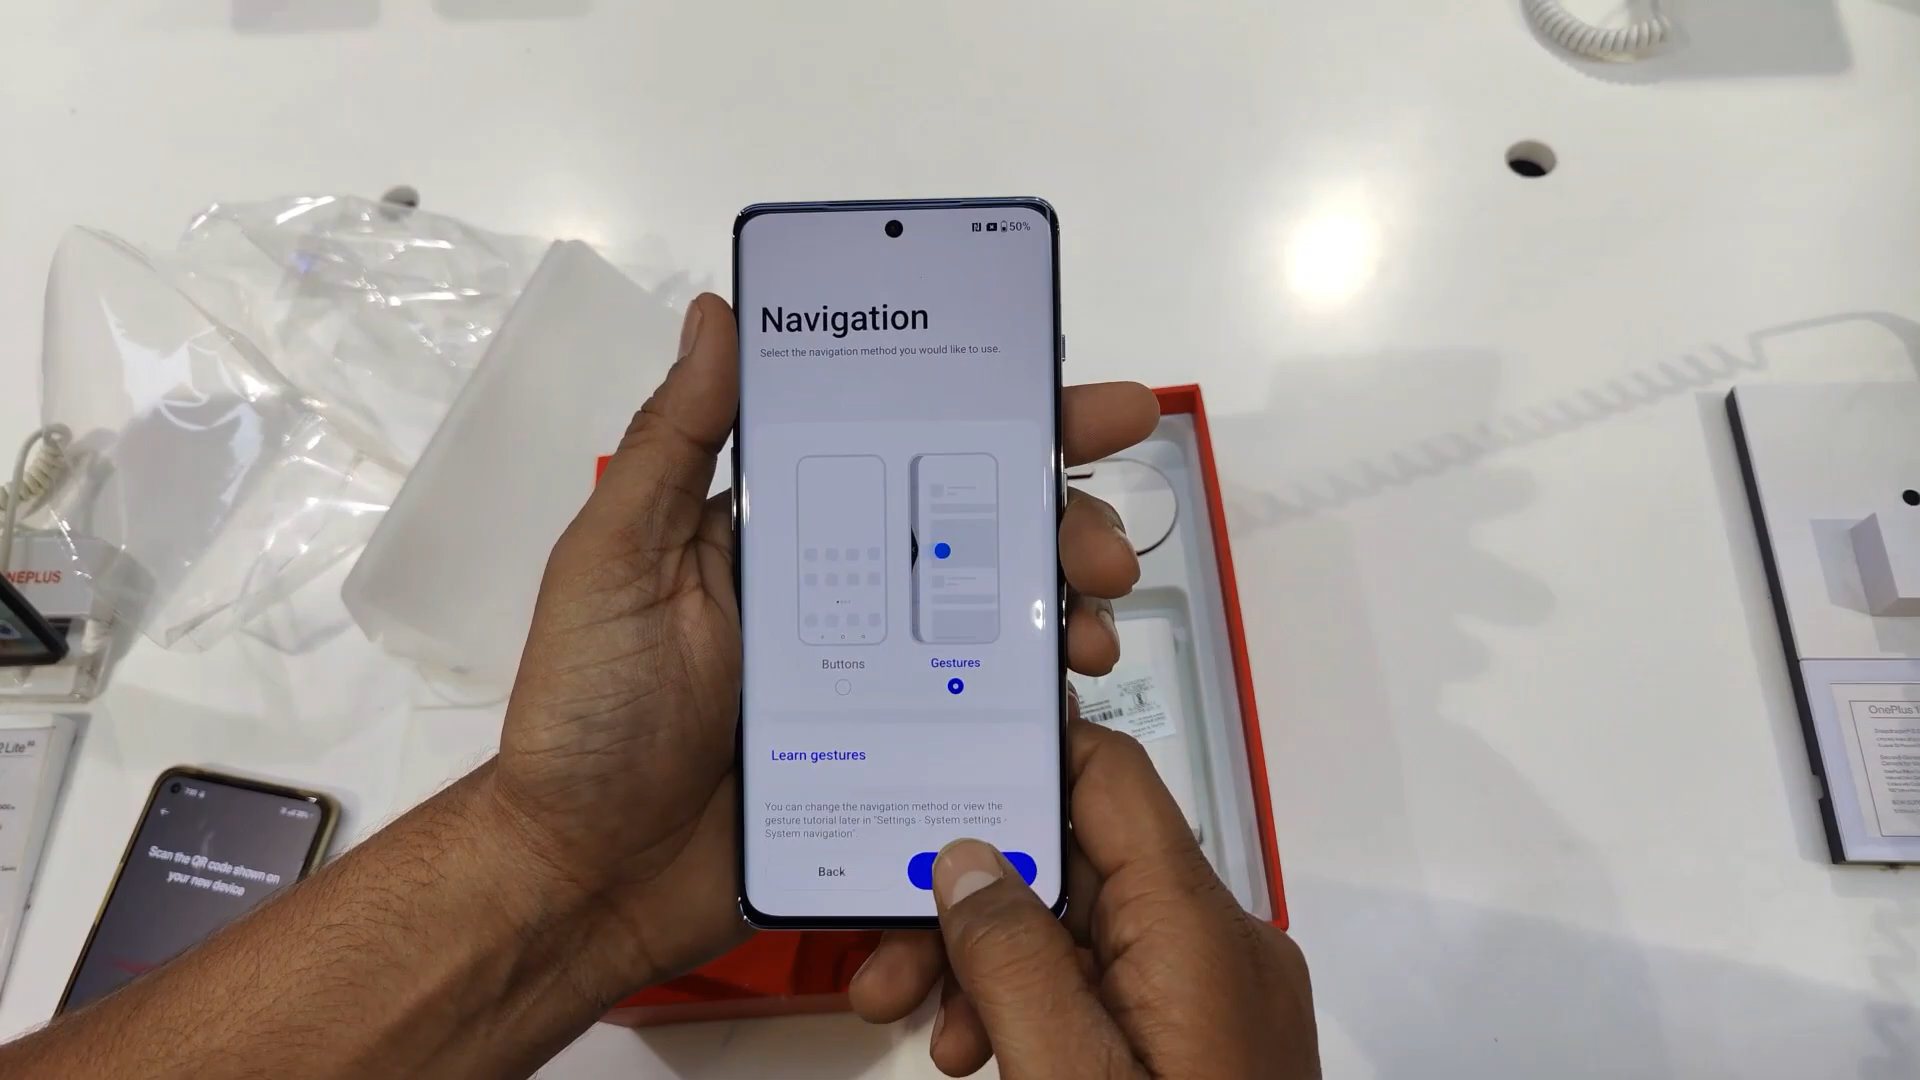 50%
Navigation
Select the navigation method you would like to use.
Buttons
Gestures
Learn gestures
You can change the navigation method or view the
gesture tutorial later in "Settings - System settings -
System navigation".
Back
NEPLUS
Lite
Scan the QR code shown on
your new device
OnePlus